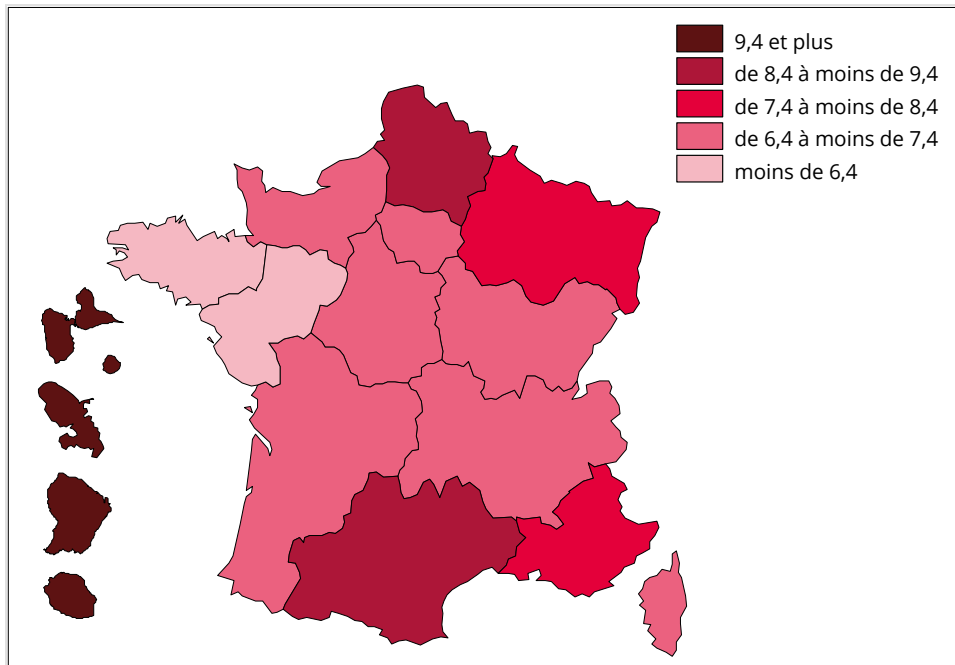 9,4 et plus
de 8,4 à moins de 9,4
de 7,4 à moins de 8,4
de 6,4 à moins de 7,4
moins de 6,4